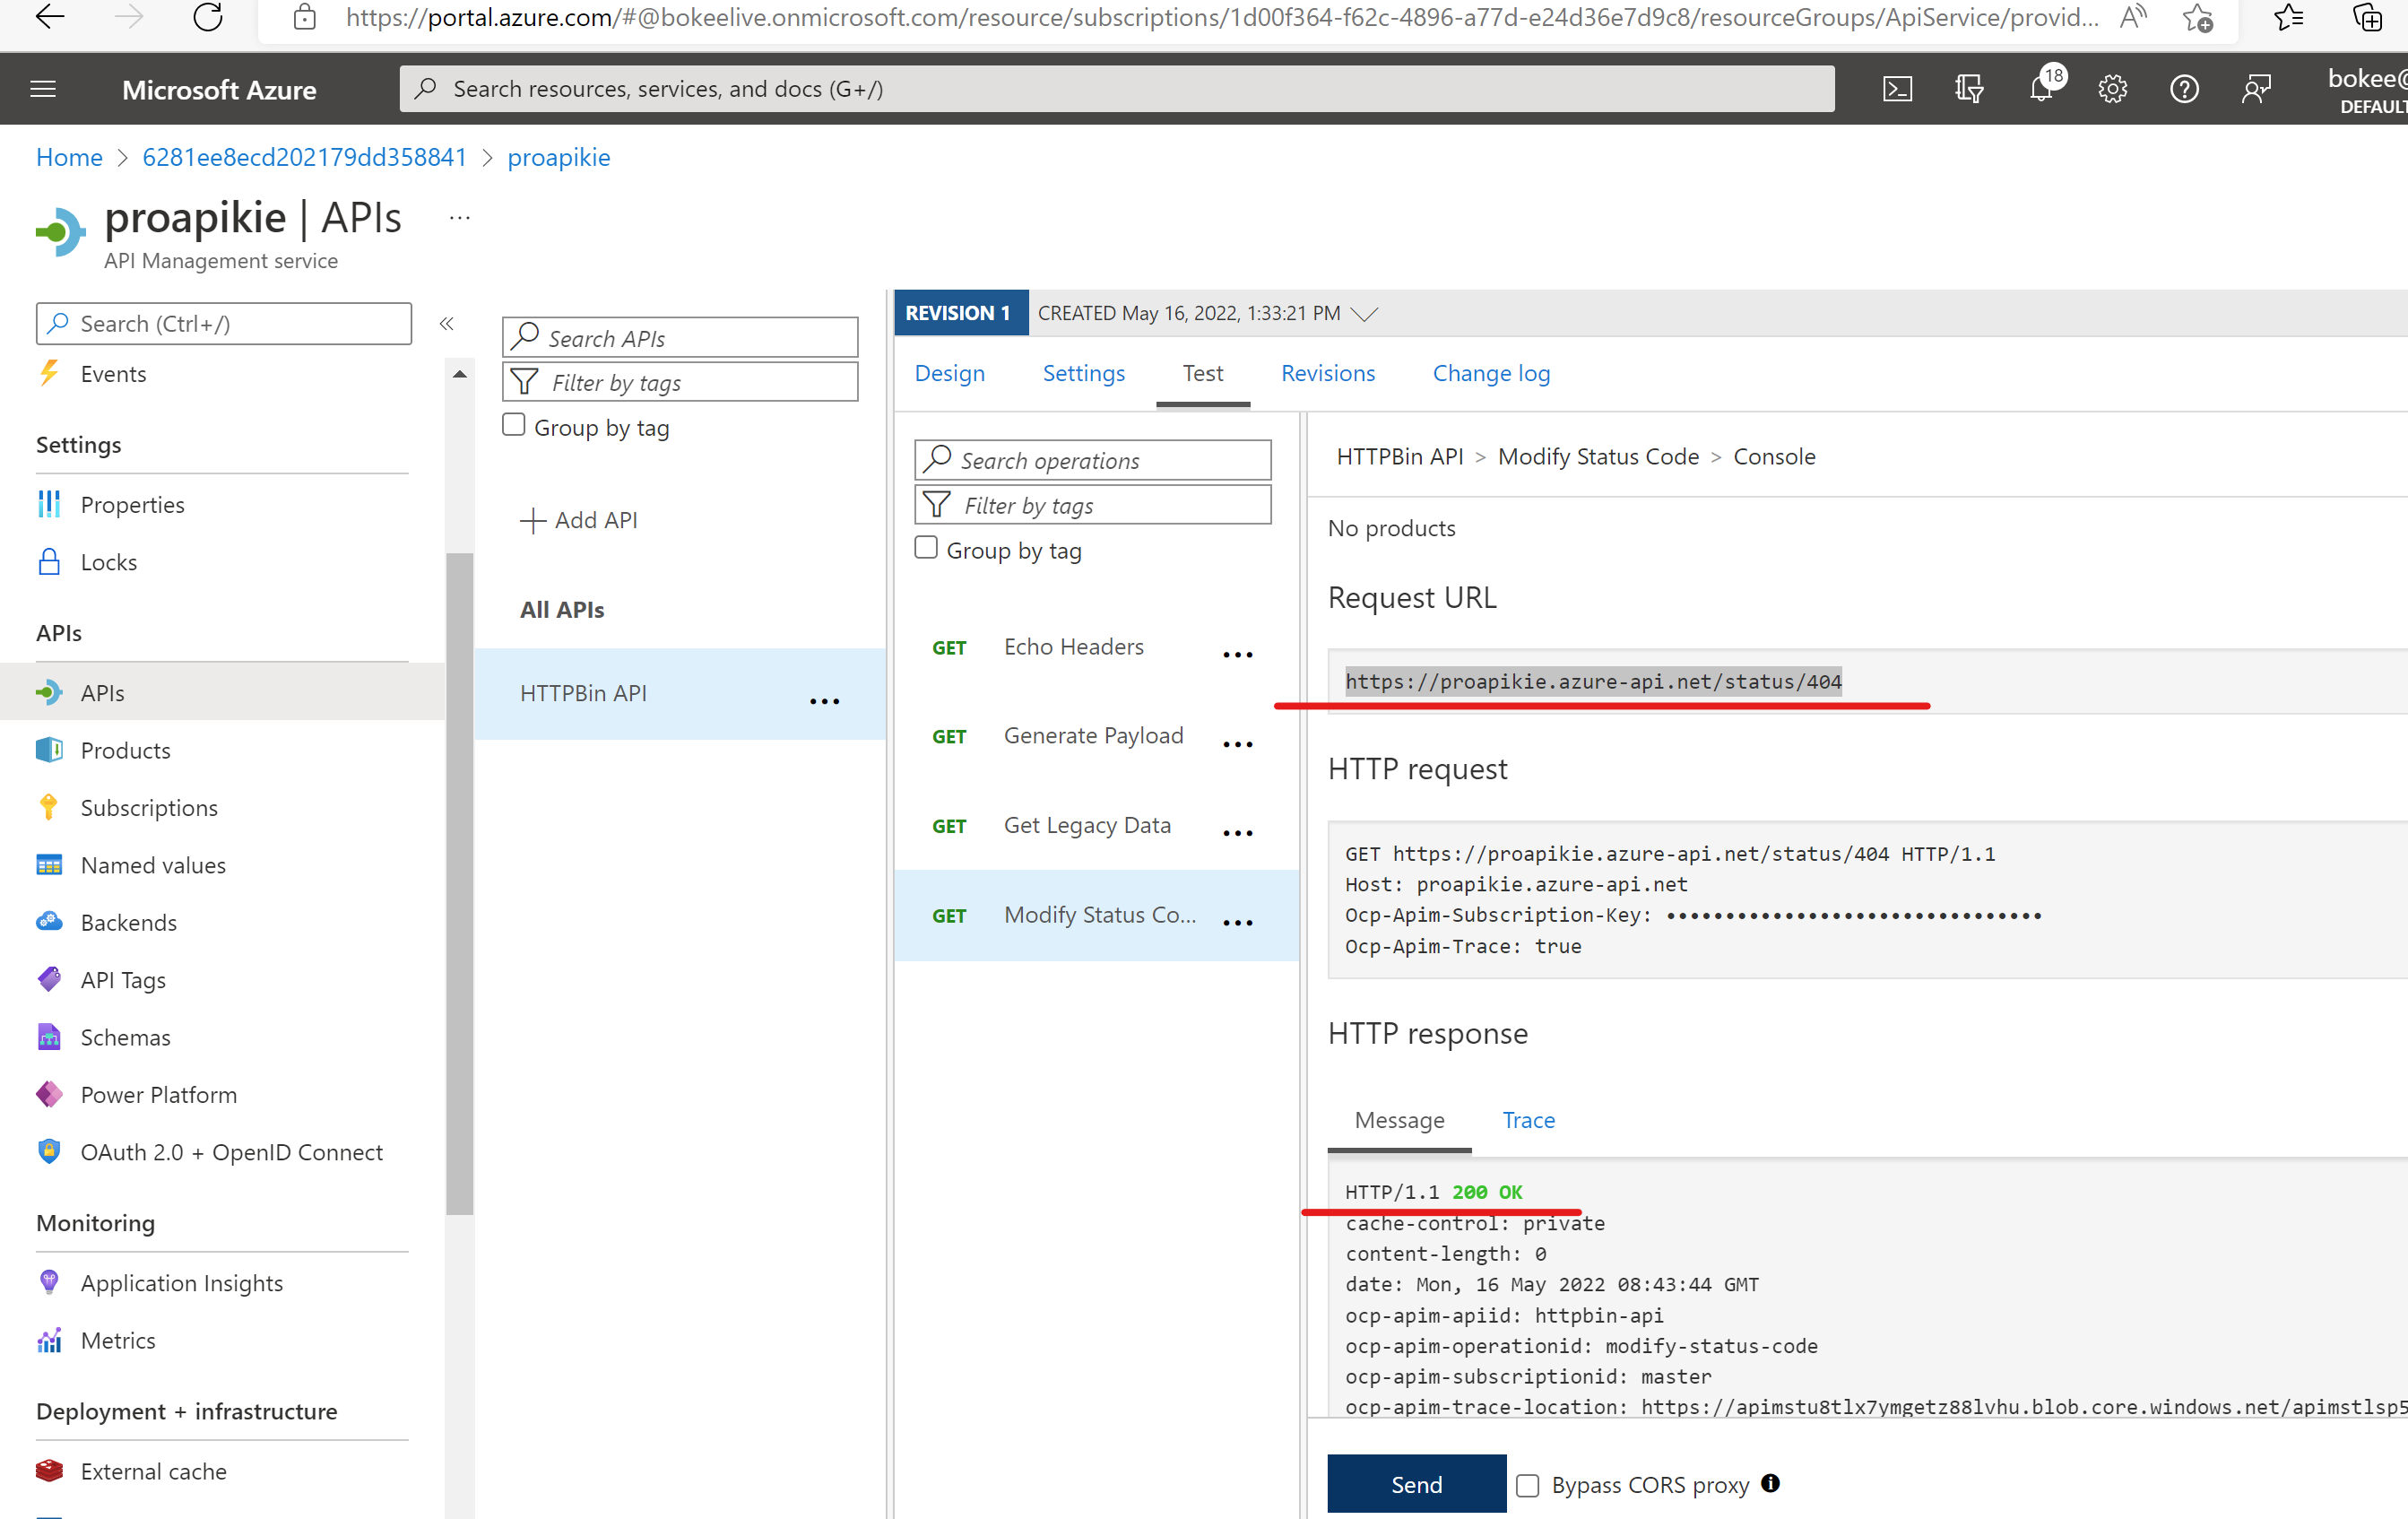 https://portal.azure.com/#@bokeelive.onmicrosoft.com/resource/subscriptions/1d00f364-f62c-4896-a77d-e24d36e7d9c8/resourceGroups/ApiService/provid...
Microsoft Azure
Search resources, services, and docs (G+/)
18
bokee@
DEFAULT
Home > 6281ee8ecd202179dd358841 > proapikie
proapikie | APIs ...
API Management service
Search (Ctrl+/)
«
Events
Settings
Properties
Locks
APIs
APIs
Products
Subscriptions
Named values
Backends
API Tags
Schemas
Power Platform
OAuth 2.0 + OpenID Connect
Monitoring
Application Insights
Metrics
Deployment + infrastructure
External cache
Search APIs
Filter by tags
Group by tag
+ Add API
All APIs
HTTPBin API ...
REVISION 1 CREATED May 16, 2022, 1:33:21 PM
Design Settings Test Revisions Change log
Search operations
Filter by tags
Group by tag
GET Echo Headers ...
GET Generate Payload ...
GET Get Legacy Data ...
GET Modify Status Co... ...
HTTPBin API > Modify Status Code > Console
No products
Request URL
https://proapikie.azure-api.net/status/404
HTTP request
GET https://proapikie.azure-api.net/status/404 HTTP/1.1
Host: proapikie.azure-api.net
Ocp-Apim-Subscription-Key: ••••••••••••••••••••••••••••••••
Ocp-Apim-Trace: true
HTTP response
Message Trace
HTTP/1.1 200 OK
cache-control: private
content-length: 0
date: Mon, 16 May 2022 08:43:44 GMT
ocp-apim-apiid: httpbin-api
ocp-apim-operationid: modify-status-code
ocp-apim-subscriptionid: master
ocp-apim-trace-location: https://apimstu8tlx7ymgetz88lvhu.blob.core.windows.net/apimstlsp5
Send Bypass CORS proxy